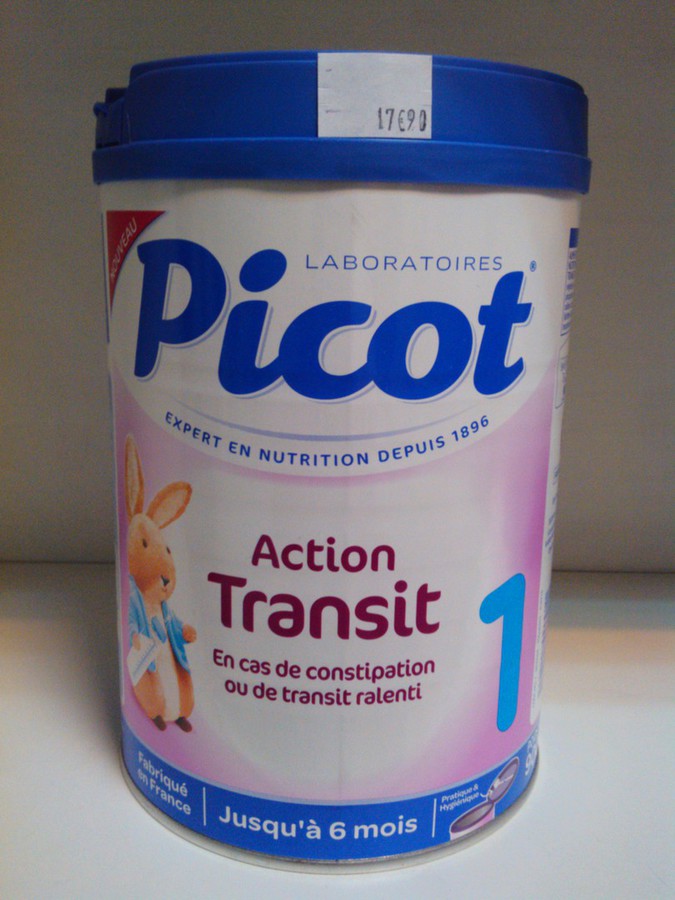 17€90
NOUVEAU
LABORATOIRES
Picot®
EXPERT EN NUTRITION DEPUIS 1896
Action
Transit
1
En cas de constipation
ou de transit ralenti
Fabriqué
en France
Jusqu'à 6 mois
Pratique &
Hygiénique